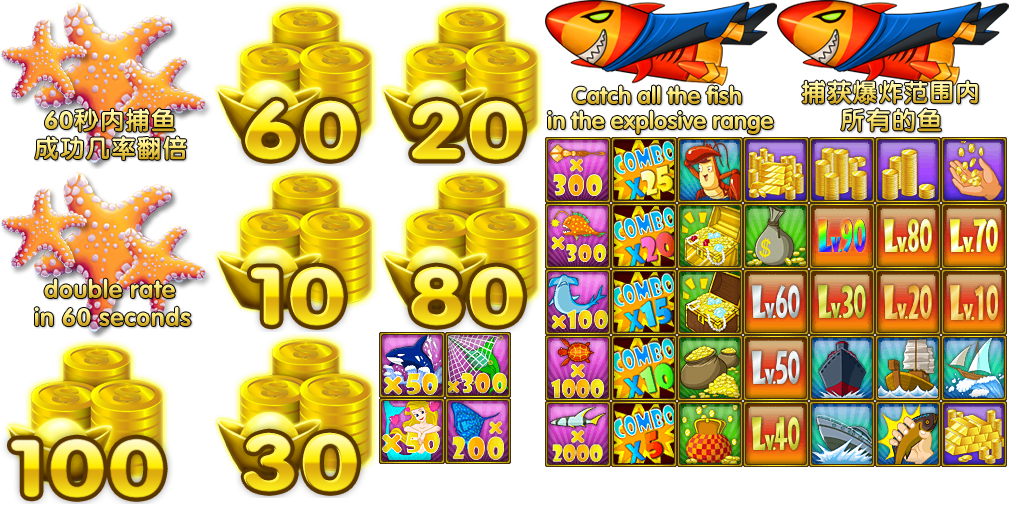 60秒内捕鱼
成功几率翻倍
60
20
Catch all the fish
in the explosive range
捕获爆炸范围内
所有的鱼
double rate
in 60 seconds
10
80
100
30
×50
×300
×50
×200
×300
COMBO
×25
×300
COMBO
×20
$
Lv.90
Lv.80
Lv.70
×100
COMBO
×15
Lv.60
Lv.30
Lv.20
Lv.10
×1000
COMBO
×10
Lv.50
×2000
COMBO
×5
Lv.40